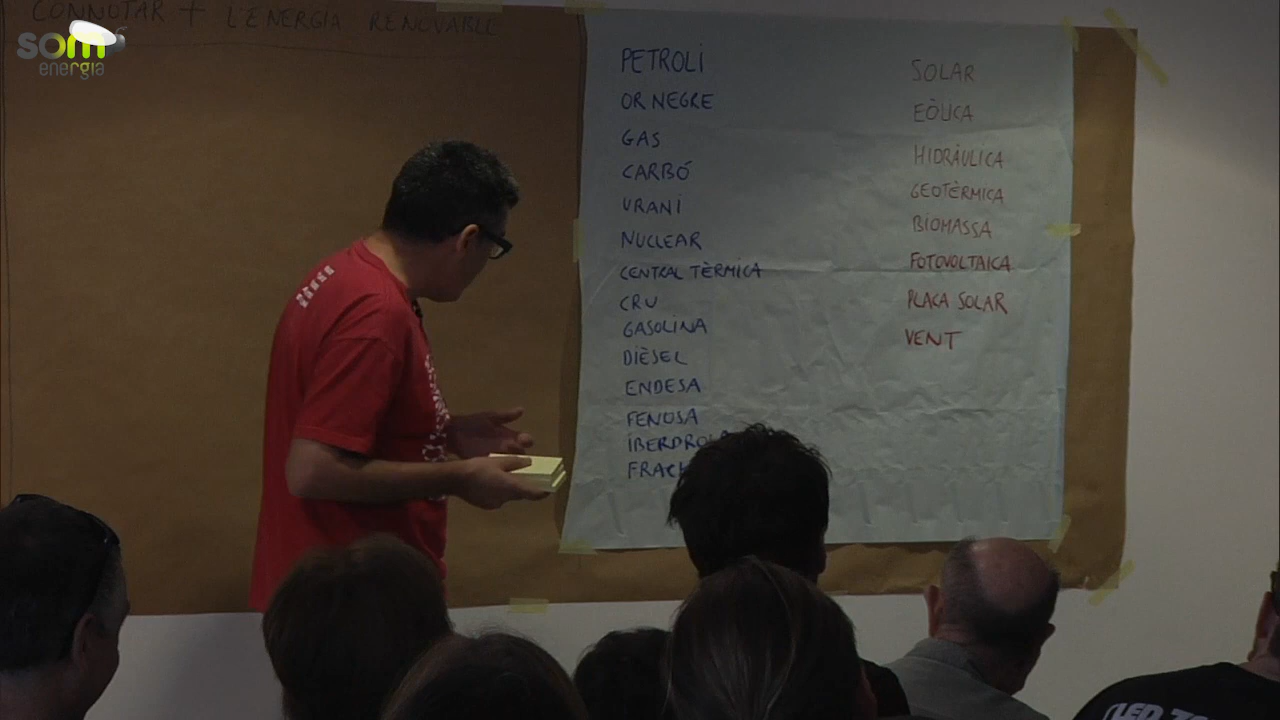 CONNUTAR + L'ENERGIA RENOVABLE
som
energia
PETROLI
OR NEGRE
GAS
CARBÓ
URANI
NUCLEAR
CENTRAL TÈRMICA
CRU
GASOLINA
DIÈSEL
ENDESA
FENOSA
IBERDROLA
SOLAR
EÒLICA
HIDRÀULICA
GEOTÈRMICA
BIOMASSA
FOTOVOLTAICA
PLACA SOLAR
VENT